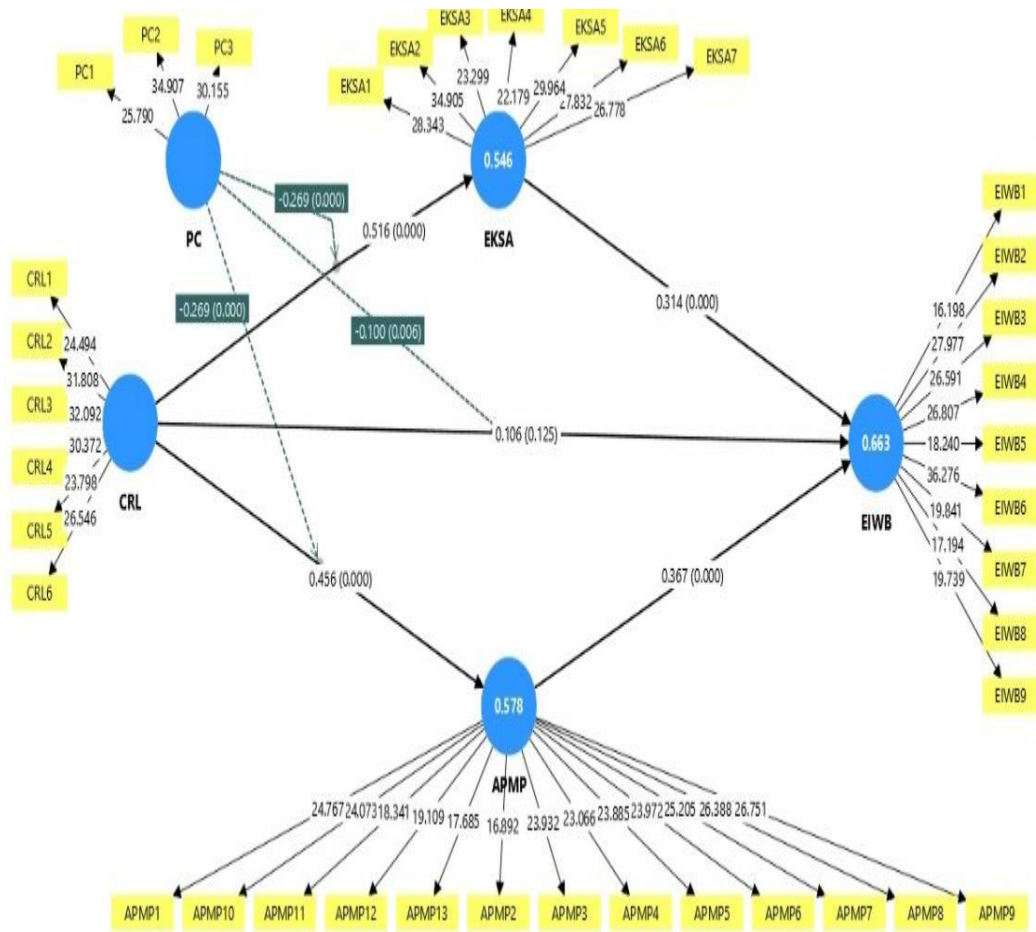 EKSA3
EKSA4
EKSA5
EKSA6
EKSA7
EKSA2
EKSA1
PC2
PC3
PC1
34.907
30.155
25.790
23.299
22.179
29.964
27.832
26.778
34.905
28.343
0.546
PC
EKSA
-0.269 (0.000)
0.516 (0.000)
-0.269 (0.000)
-0.100 (0.006)
0.314 (0.000)
CRL1
CRL2
CRL3
CRL4
CRL5
CRL6
24.494
31.808
32.092
30.372
23.798
26.546
CRL
0.106 (0.125)
0.663
EIWB
EIWB1
EIWB2
EIWB3
EIWB4
EIWB5
EIWB6
EIWB7
EIWB8
EIWB9
16.198
27.977
26.591
26.807
18.240
36.276
19.841
17.194
19.739
0.456 (0.000)
0.367 (0.000)
0.578
APMP
24.767
24.073
18.341
19.109
17.685
16.892
23.932
23.066
23.885
23.972
25.205
26.388
26.751
APMP1
APMP10
APMP11
APMP12
APMP13
APMP2
APMP3
APMP4
APMP5
APMP6
APMP7
APMP8
APMP9